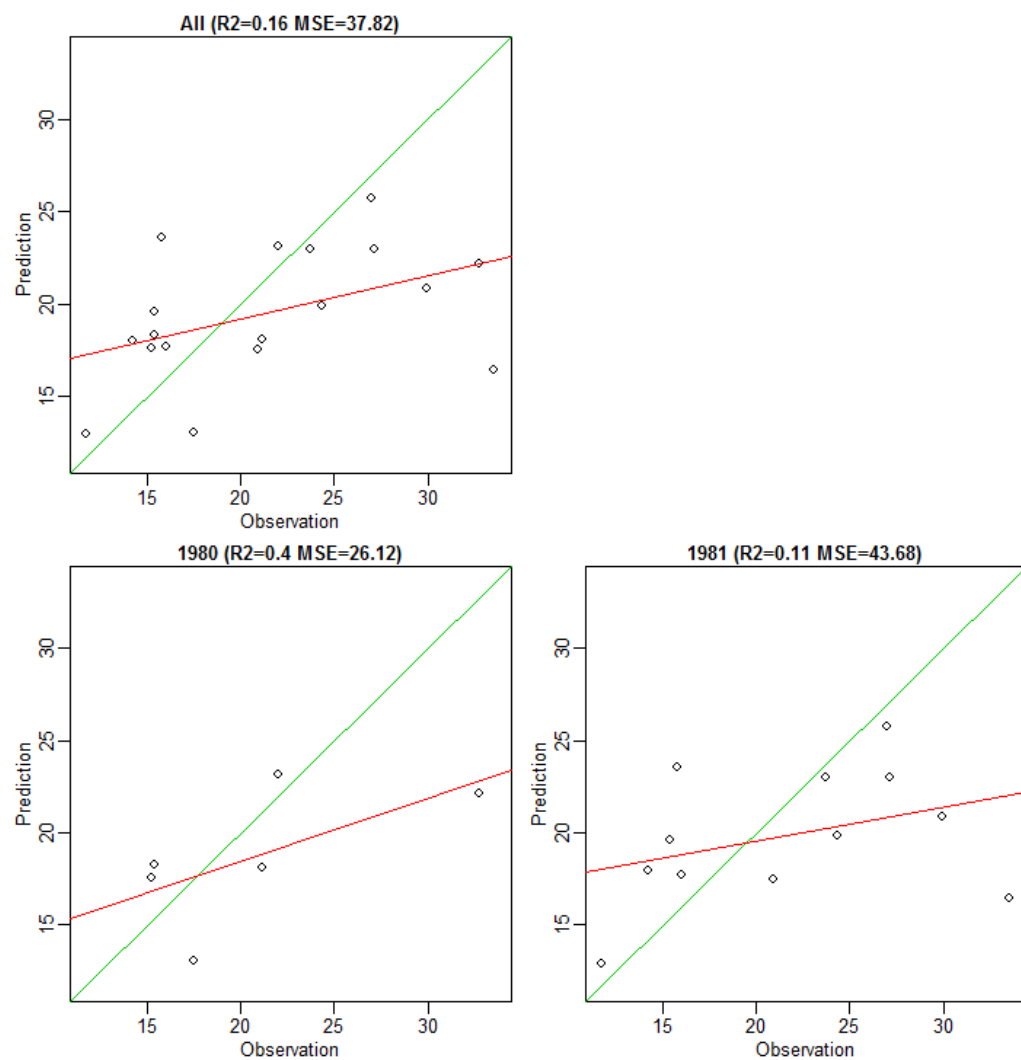 All (R2=0.16 MSE=37.82)
30
25
20
15
Prediction
15 20 25 30
Observation
1980 (R2=0.4 MSE=26.12)
30
25
20
15
Prediction
15 20 25 30
Observation
1981 (R2=0.11 MSE=43.68)
30
25
20
15
Prediction
15 20 25 30
Observation